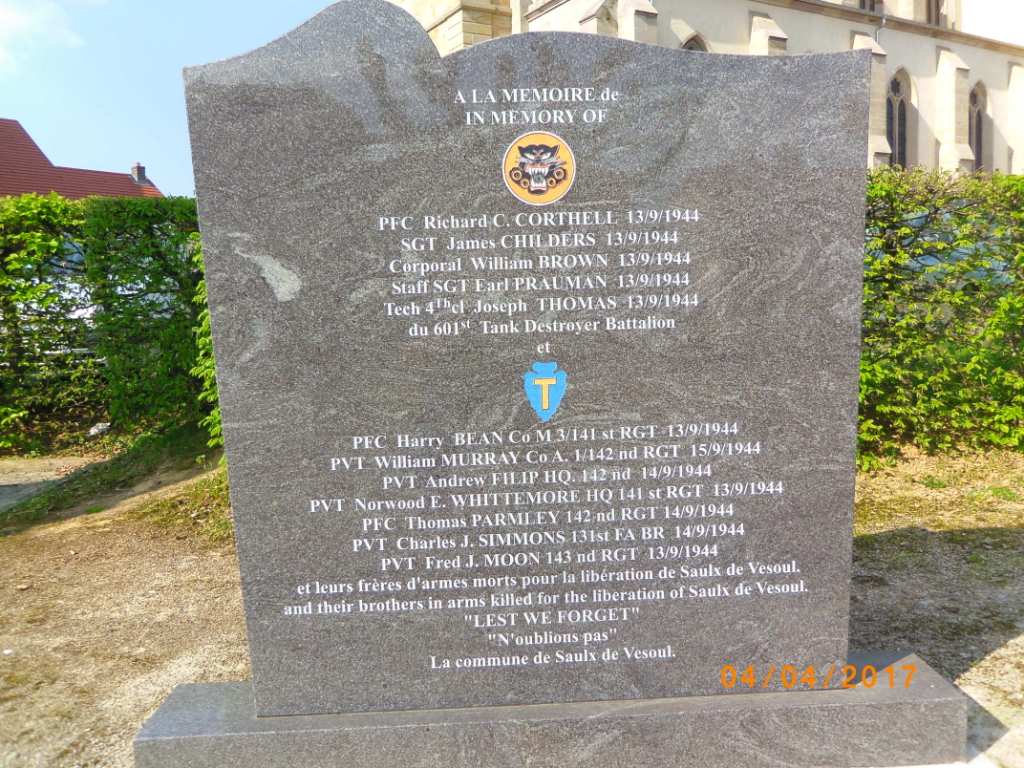 A LA MEMOIRE de
IN MEMORY OF
PFC Richard C. CORTHELL 13/9/1944
SGT James CHILDERS 13/9/1944
Corporal William BROWN 13/9/1944
Staff SGT Earl PRAUMAN 13/9/1944
Tech 4Thcl Joseph THOMAS 13/9/1944
du 601st Tank Destroyer Battalion
et
T
PFC Harry BEAN Co M 3/141 st RGT 13/9/1944
PVT William MURRAY Co A. 1/142 nd RGT 15/9/1944
PVT Andrew FILIP HQ. 142 nd 14/9/1944
PVT Norwood E. WHITTEMORE HQ 141 st RGT 13/9/1944
PFC Thomas PARMLEY 142 nd RGT 14/9/1944
PVT Charles J. SIMMONS 131st FA BR 14/9/1944
PVT Fred J. MOON 143 nd RGT 13/9/1944
et leurs frères d'armes morts pour la libération de Saulx de Vesoul.
and their brothers in arms killed for the liberation of Saulx de Vesoul.
"LEST WE FORGET"
"N'oublions pas"
La commune de Saulx de Vesoul.
04/04/2017